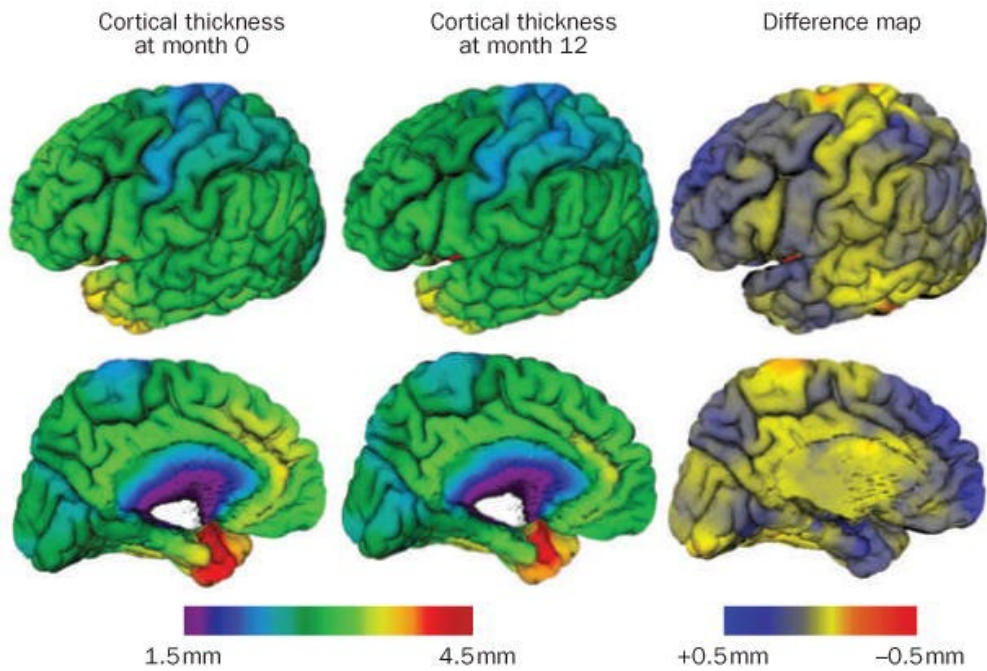 Cortical thickness
at month 0
Cortical thickness
at month 12
Difference map
1.5mm
4.5mm
+0.5mm
−0.5mm